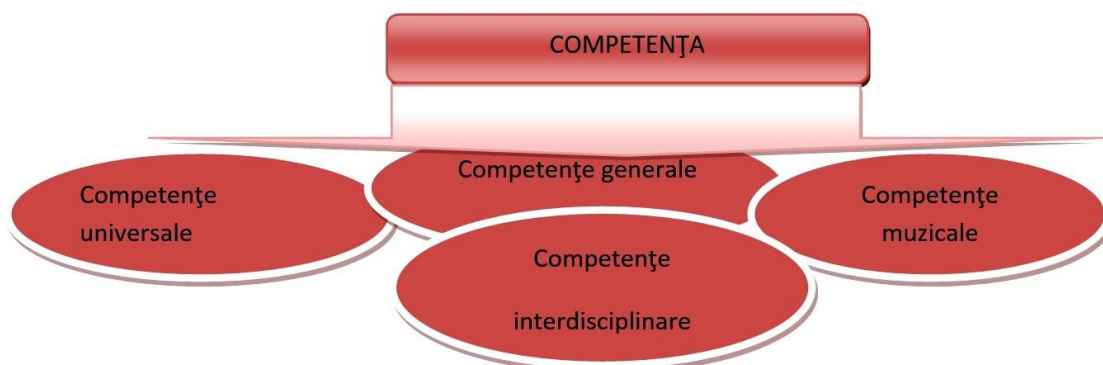 COMPETENŢA
Competenţe generale
Competenţe
universale
Competenţe
muzicale
Competenţe
interdisciplinare